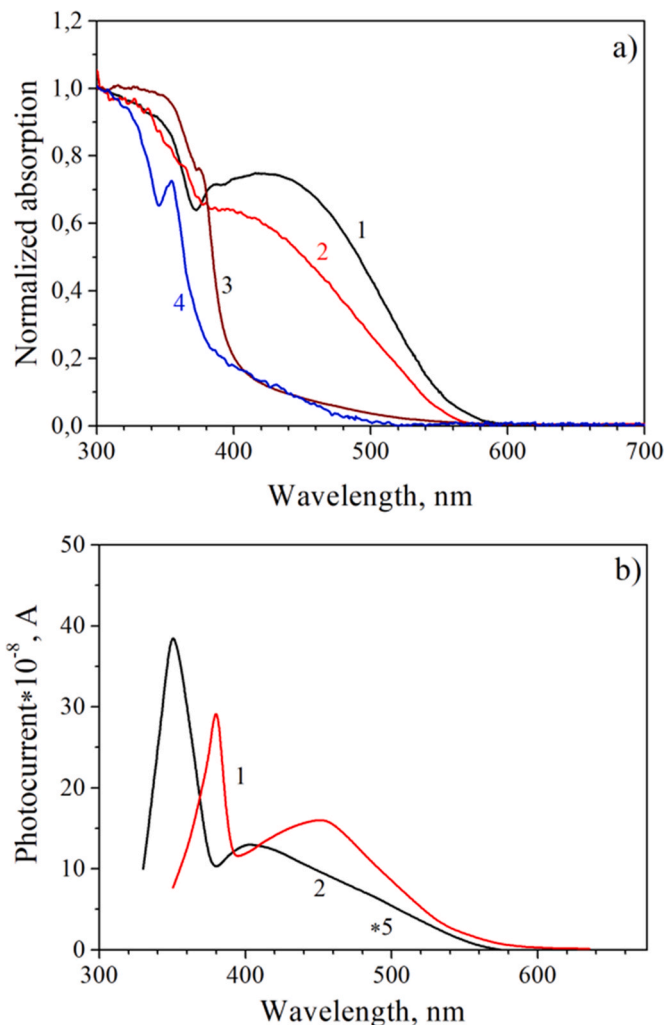 a)
1,2
1,0
0,8
0,6
0,4
0,2
0,0
Normalized absorption
1
2
3
4
300 400 500 600 700
Wavelength, nm
b)
50
40
30
20
10
0
Photocurrent*10⁻⁸, A
1
2
*5
300 400 500 600
Wavelength, nm